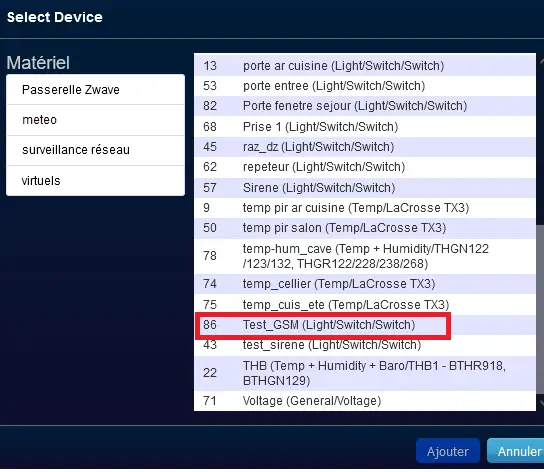 Select Device
Matériel
Passerelle Zwave
meteo
surveillance réseau
virtuels
13 porte ar cuisine (Light/Switch/Switch)
53 porte entree (Light/Switch/Switch)
82 Porte fenetre sejour (Light/Switch/Switch)
68 Prise 1 (Light/Switch/Switch)
45 raz_dz (Light/Switch/Switch)
62 repeteur (Light/Switch/Switch)
57 Sirene (Light/Switch/Switch)
9 temp pir ar cuisine (Temp/LaCrosse TX3)
50 temp pir salon (Temp/LaCrosse TX3)
78 temp-hum_cave (Temp + Humidity/THGN122
/123/132, THGR122/228/238/268)
74 temp_cellier (Temp/LaCrosse TX3)
75 temp_cuis_ete (Temp/LaCrosse TX3)
86 Test_GSM (Light/Switch/Switch)
43 test_sirene (Light/Switch/Switch)
22 THB (Temp + Humidity + Baro/THB1 - BTHR918,
BTHGN129)
71 Voltage (General/Voltage)
Ajouter
Annuler